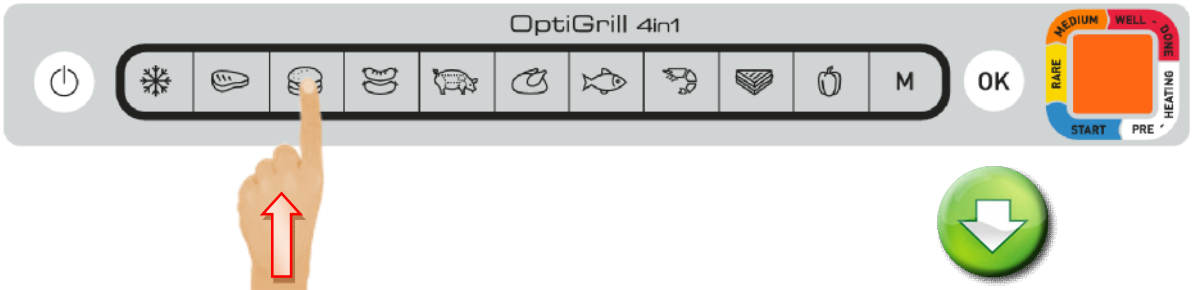 OptiGrill 4in1
M
OK
MEDIUM
WELL - DONE
RARE
HEATING
START
PRE -